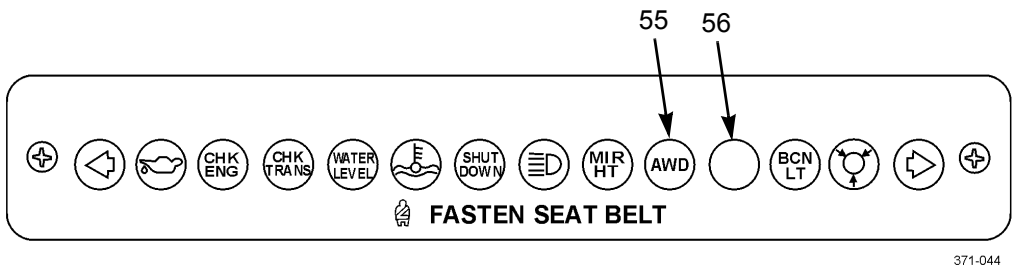 55 56
CHK ENG
CHK TRANS
WATER LEVEL
SHUT DOWN
MIR HT
AWD
BCN LT
FASTEN SEAT BELT
371-044